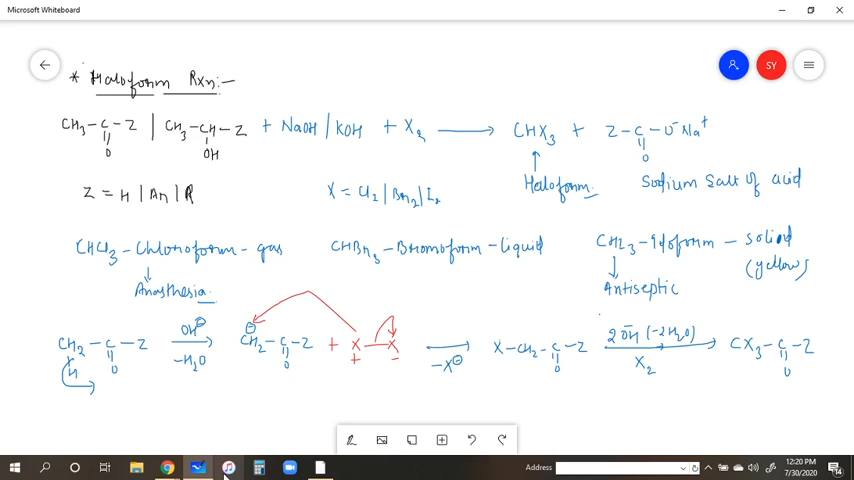 Microsoft Whiteboard
SY
* Haloform Rxn:-
CH3-C-Z | CH3-CH-Z + NaOH/KOH + X2 → CHX3 + Z-C-O⁻Na⁺
O OH O
Haloform Sodium Salt of acid
Z = H | Ar | R X = Cl2 | Br2 | I2
CHCl3 - Chloroform - gas CHBr3 - Bromoform - liquid CHI3 - Iodoform - Solid
(yellow)
Anasthesia Antiseptic
CH2-C-Z OH⊖ → CH2⊖-C-Z + X-X → X-CH2-C-Z 2OH⁻ (-2H2O) → CX3-C-Z
H O -H2O O + - -X⊖ O X2 O
Address
12:20 PM
7/30/2020
14